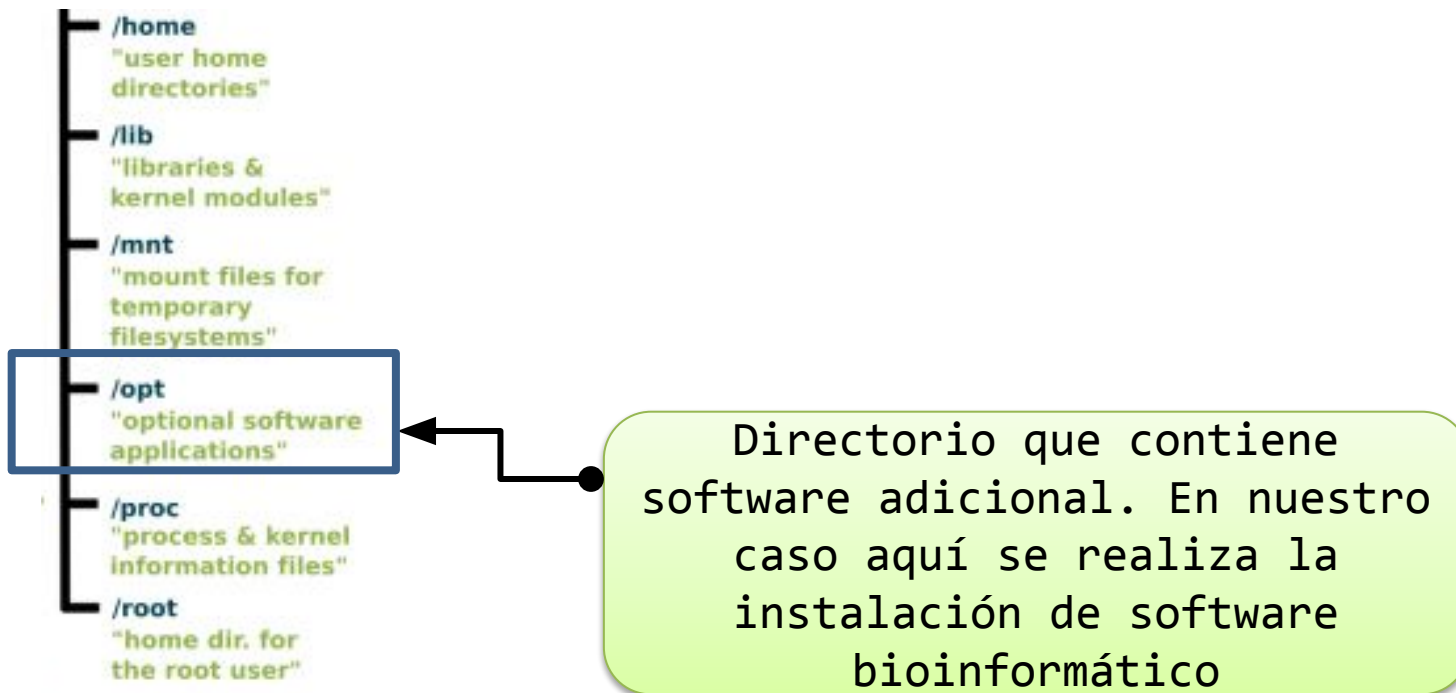 /home
"user home
directories"
/lib
"libraries &
kernel modules"
/mnt
"mount files for
temporary
filesystems"
/opt
"optional software
applications"
/proc
"process & kernel
information files"
/root
"home dir. for
the root user"
Directorio que contiene
software adicional. En nuestro
caso aquí se realiza la
instalación de software
bioinformático